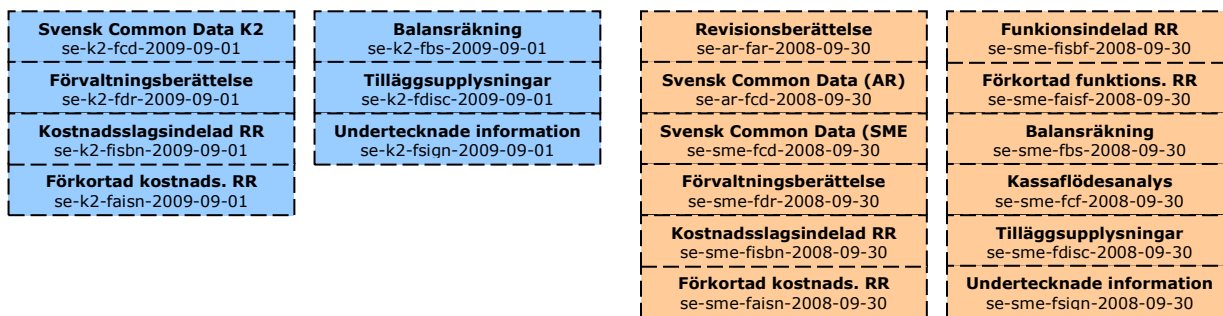 Svensk Common Data K2
se-k2-fcd-2009-09-01
Förvaltningsberättelse
se-k2-fdr-2009-09-01
Kostnadsslagsindelad RR
se-k2-fisbn-2009-09-01
Förkortad kostnads. RR
se-k2-faisn-2009-09-01
Balansräkning
se-k2-fbs-2009-09-01
Tilläggsupplysningar
se-k2-fdisc-2009-09-01
Undertecknade information
se-k2-fsign-2009-09-01
Revisionsberättelse
se-ar-far-2008-09-30
Svensk Common Data (AR)
se-ar-fcd-2008-09-30
Svensk Common Data (SME
se-sme-fcd-2008-09-30
Förvaltningsberättelse
se-sme-fdr-2008-09-30
Kostnadsslagsindelad RR
se-sme-fisbn-2008-09-30
Förkortad kostnads. RR
se-sme-faisn-2008-09-30
Funktionsindelad RR
se-sme-fisbf-2008-09-30
Förkortad funktions. RR
se-sme-faisf-2008-09-30
Balansräkning
se-sme-fbs-2008-09-30
Kassaflödesanalys
se-sme-fcf-2008-09-30
Tilläggsupplysningar
se-sme-fdisc-2008-09-30
Undertecknade information
se-sme-fsign-2008-09-30